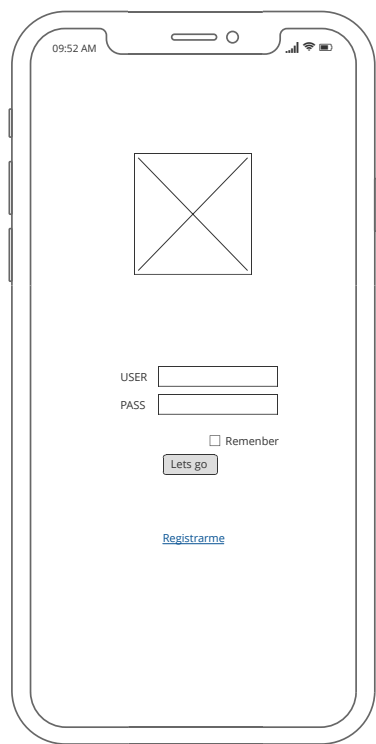 09:52 AM
USER
PASS
Remenber
Lets go
Registrarme